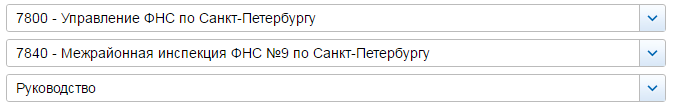 7800 - Управление ФНС по Санкт-Петербургу
7840 - Межрайонная инспекция ФНС №9 по Санкт-Петербургу
Руководство